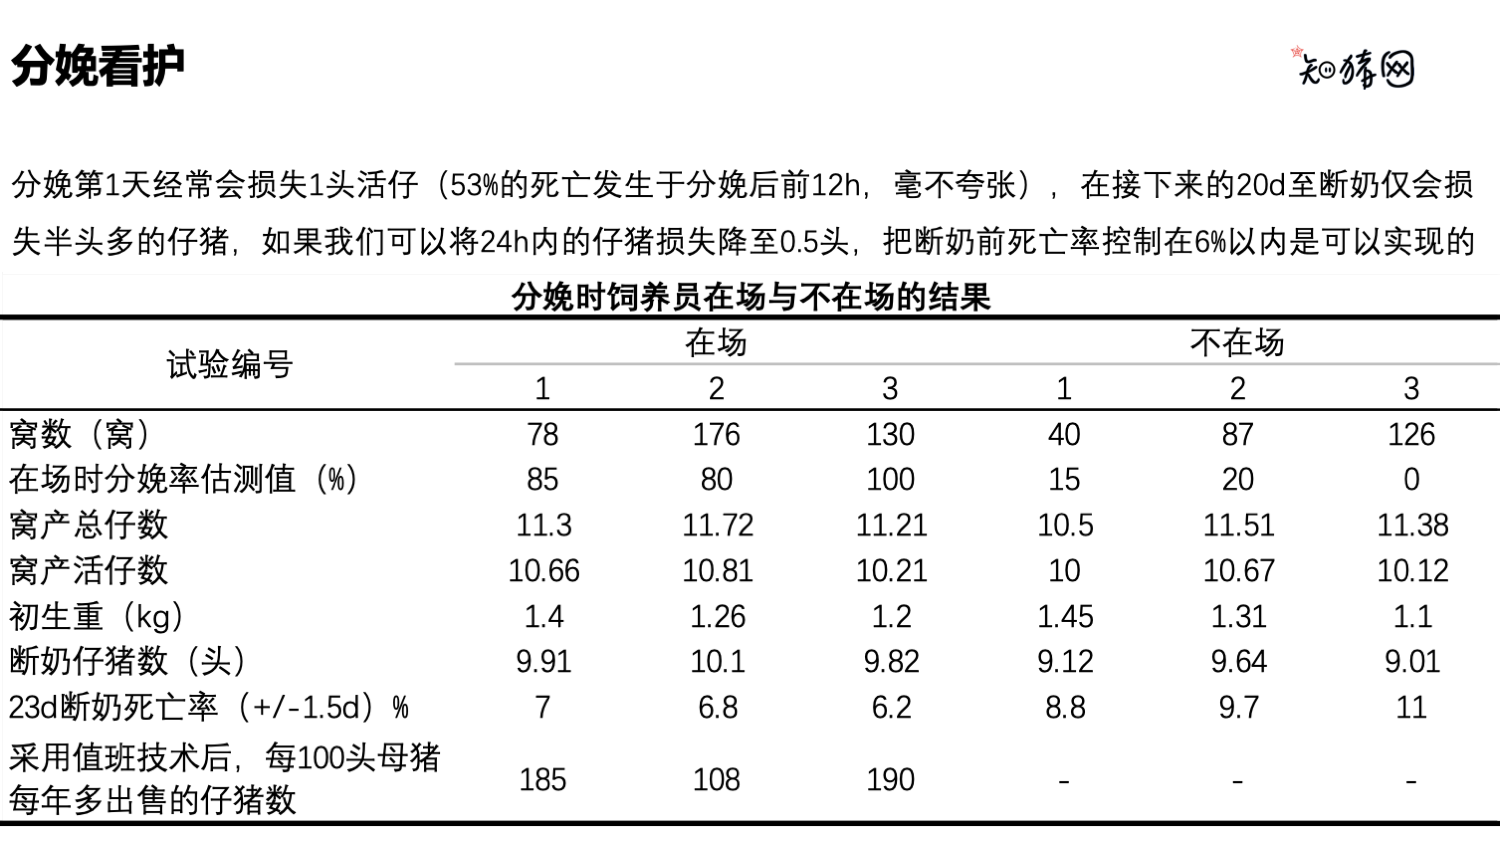 分娩看护
知猪网
分娩第1天经常会损失1头活仔（53%的死亡发生于分娩后前12h，毫不夸张），在接下来的20d至断奶仅会损
失半头多的仔猪，如果我们可以将24h内的仔猪损失降至0.5头，把断奶前死亡率控制在6%以内是可以实现的
分娩时饲养员在场与不在场的结果
试验编号 在场 不在场
1 2 3 1 2 3
窝数（窝） 78 176 130 40 87 126
在场时分娩率估测值（%） 85 80 100 15 20 0
窝产总仔数 11.3 11.72 11.21 10.5 11.51 11.38
窝产活仔数 10.66 10.81 10.21 10 10.67 10.12
初生重（kg） 1.4 1.26 1.2 1.45 1.31 1.1
断奶仔猪数（头） 9.91 10.1 9.82 9.12 9.64 9.01
23d断奶死亡率（+/-1.5d）% 7 6.8 6.2 8.8 9.7 11
采用值班技术后，每100头母猪
每年多出售的仔猪数 185 108 190 - - -